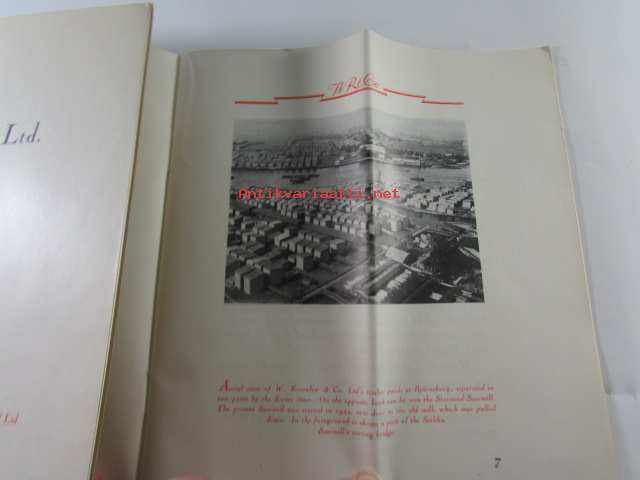 Ltd.
Ltd
W. R. & Co.
Antikvariaatti.net
Aerial view of W. Rosenlew & Co. Ltd's timber yards at Björneborg, separated in
two parts by the Kumo river. On the opposite bank can be seen the Seaward Sawmill.
The present Sawmill was erected in next door to the old mill, which was pulled
down. In the foreground is shown a part of the
Sawmill's
7